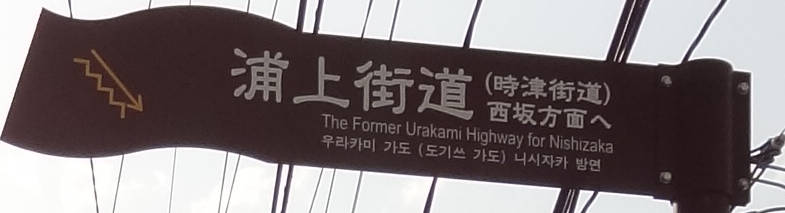 浦上街道 (時津街道)
西坂方面へ
The Former Urakami Highway for Nishizaka
우라카미 가도 (도기쓰 가도) 니시자카 방면